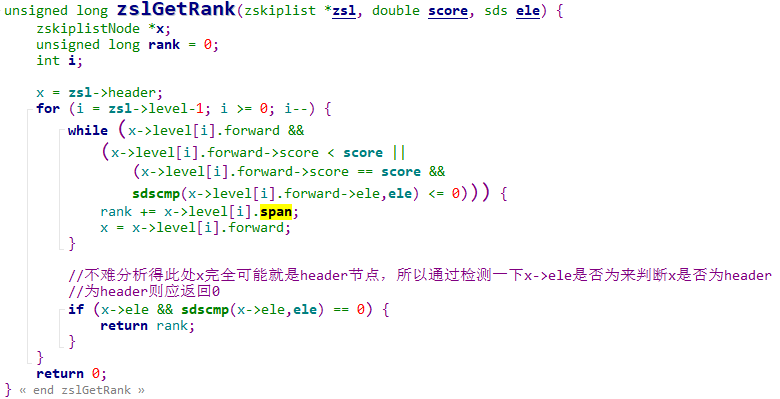 unsigned long zslGetRank(zskiplist *zsl, double score, sds ele) {
    zskiplistNode *x;
    unsigned long rank = 0;
    int i;

    x = zsl->header;
    for (i = zsl->level-1; i >= 0; i--) {
        while (x->level[i].forward &&
            (x->level[i].forward->score < score ||
                (x->level[i].forward->score == score &&
                sdscmp(x->level[i].forward->ele,ele) <= 0))) {
            rank += x->level[i].span;
            x = x->level[i].forward;
        }

        //不难分析得此处x完全可能就是header节点，所以通过检测一下x->ele是否为来判断x是否为header
        //为header则应返回0
        if (x->ele && sdscmp(x->ele,ele) == 0) {
            return rank;
        }
    }
    return 0;
} « end zslGetRank »